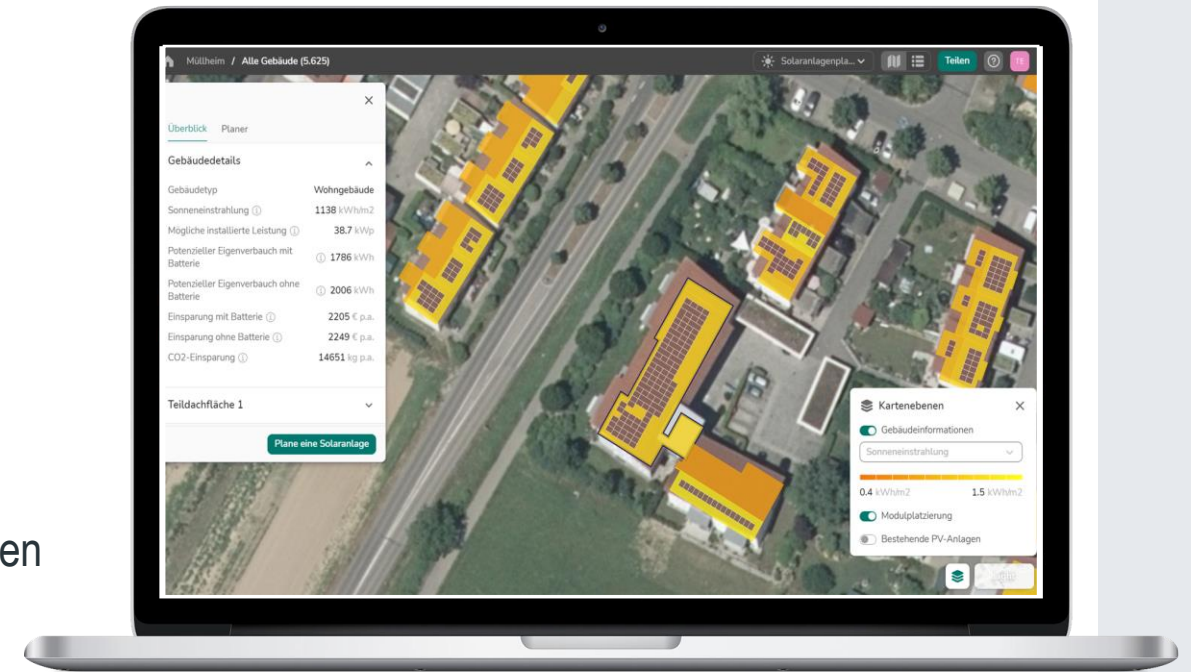 Müllheim / Alle Gebäude (5.625)
Solaranlagenpla...
Teilen
Überblick Planer
Gebäudedetails
Gebäudetyp Wohngebäude
Sonneneinstrahlung 1138 kWh/m2
Mögliche installierte Leistung 38.7 kWp
Potenzieller Eigenverbauch mit
Batterie 1786 kWh
Potenzieller Eigenverbauch ohne
Batterie 2006 kWh
Einsparung mit Batterie 2205 € p.a.
Einsparung ohne Batterie 2249 € p.a.
CO2-Einsparung 14651 kg p.a.
Teildachfläche 1
Plane eine Solaranlage
Kartenebenen
Gebäudeinformationen
Sonneneinstrahlung
0.4 kWh/m2 1.5 kWh/m2
Modulplatzierung
Bestehende PV-Anlagen
en